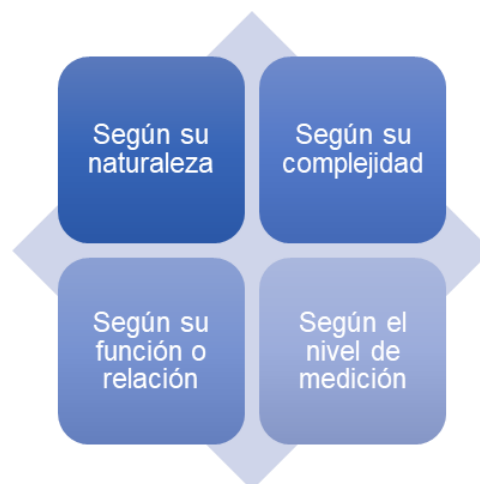 Según su
naturaleza
Según su
complejidad
Según su
función o
relación
Según el
nivel de
medición